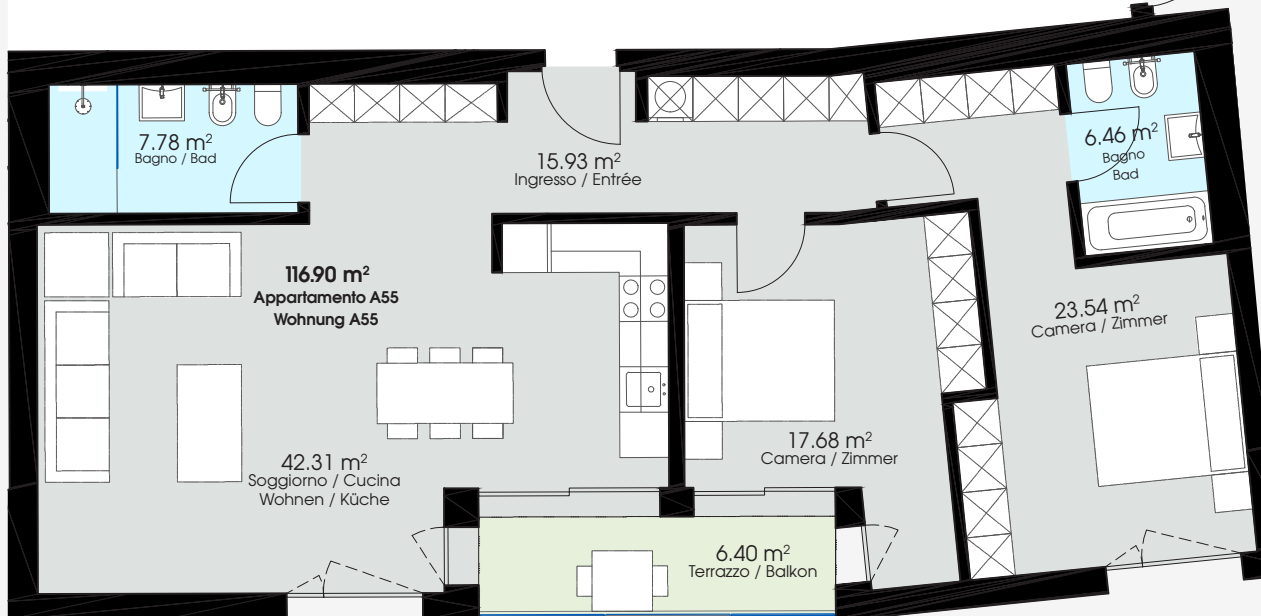 7.78 m²
Bagno / Bad
15.93 m²
Ingresso / Entrée
6.46 m²
Bagno
Bad
116.90 m²
Appartamento A55
Wohnung A55
23.54 m²
Camera / Zimmer
17.68 m²
Camera / Zimmer
42.31 m²
Soggiorno / Cucina
Wohnen / Küche
6.40 m²
Terrazzo / Balkon